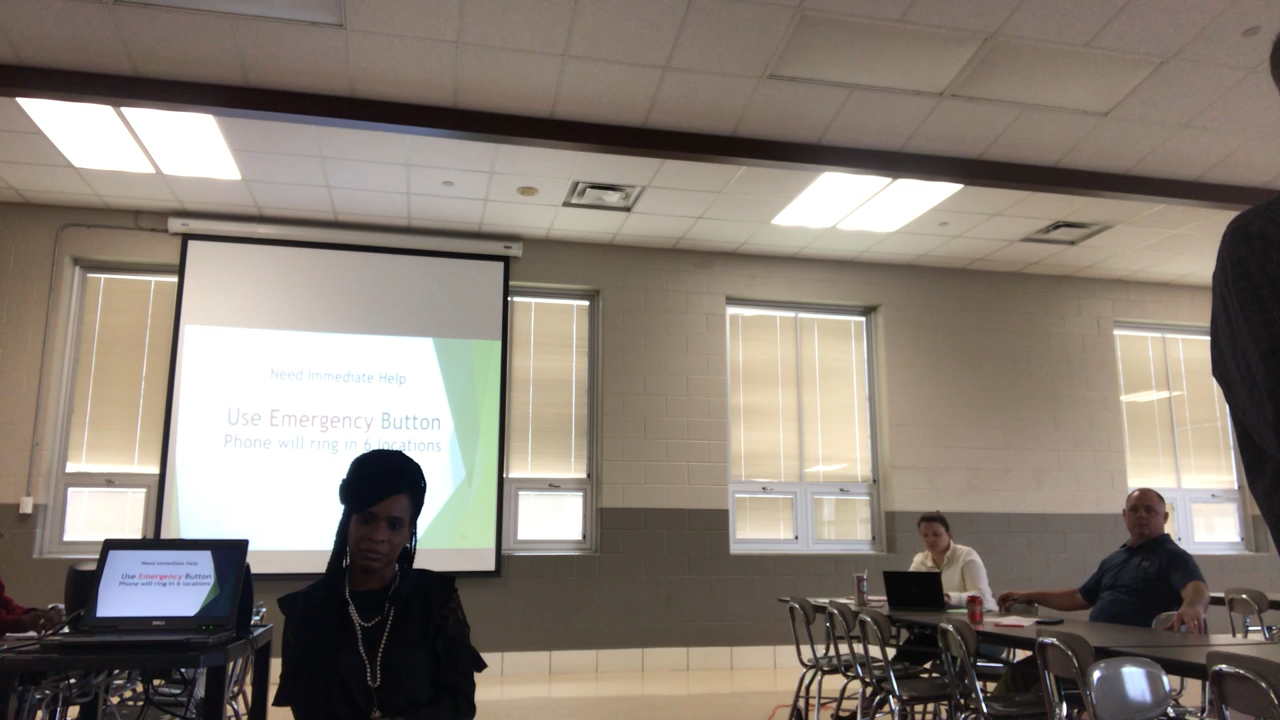 Need Immediate Help
Use Emergency Button
Phone will ring in 6 locations
Need Immediate Help
Use Emergency Button
Phone will ring in 6 locations
DELL